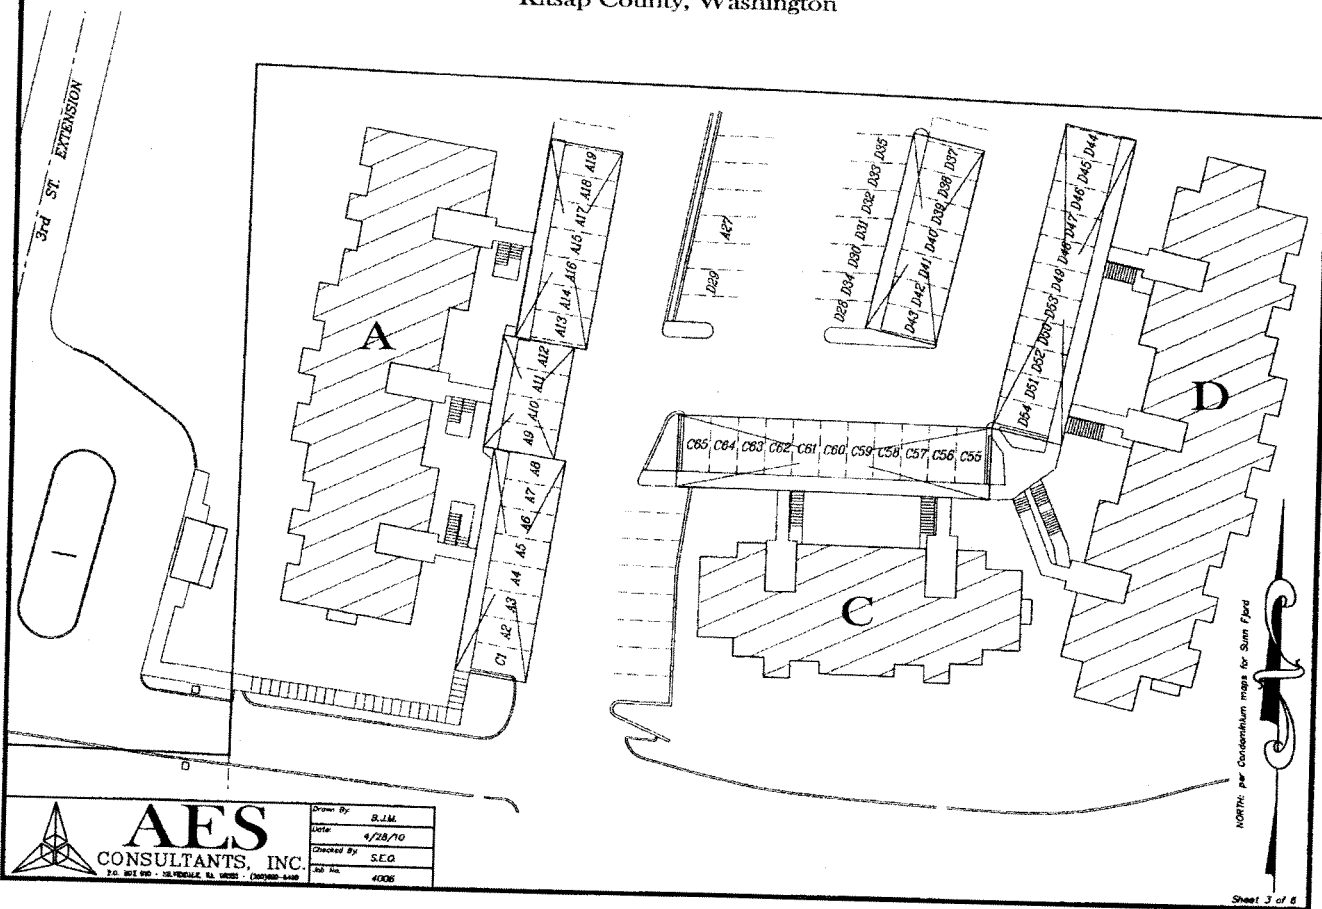 Kitsap County, Washington
3rd ST. EXTENSION
A
A19
A18
A17
A15
A16
A14
A13
A12
A11
A10
A9
A8
A7
A6
A5
A4
A3
A2
C1
A27
D29
D35
D33
D32
D31
D30
D34
D28
D37
D38
D39
D40
D41
D42
D43
D44
D45
D46
D47
D48
D49
D53
D50
D52
D51
D54
D
C65 C64 C63 C62 C61 C60 C59 C58 C57 C56 C55
C
NORTH: per Condominium maps for Sunn Fjord
AES
CONSULTANTS, INC.
Drawn By: B.J.M.
Date: 4/28/10
Checked By: S.E.O.
Job No. 4006
Sheet 3 of 6